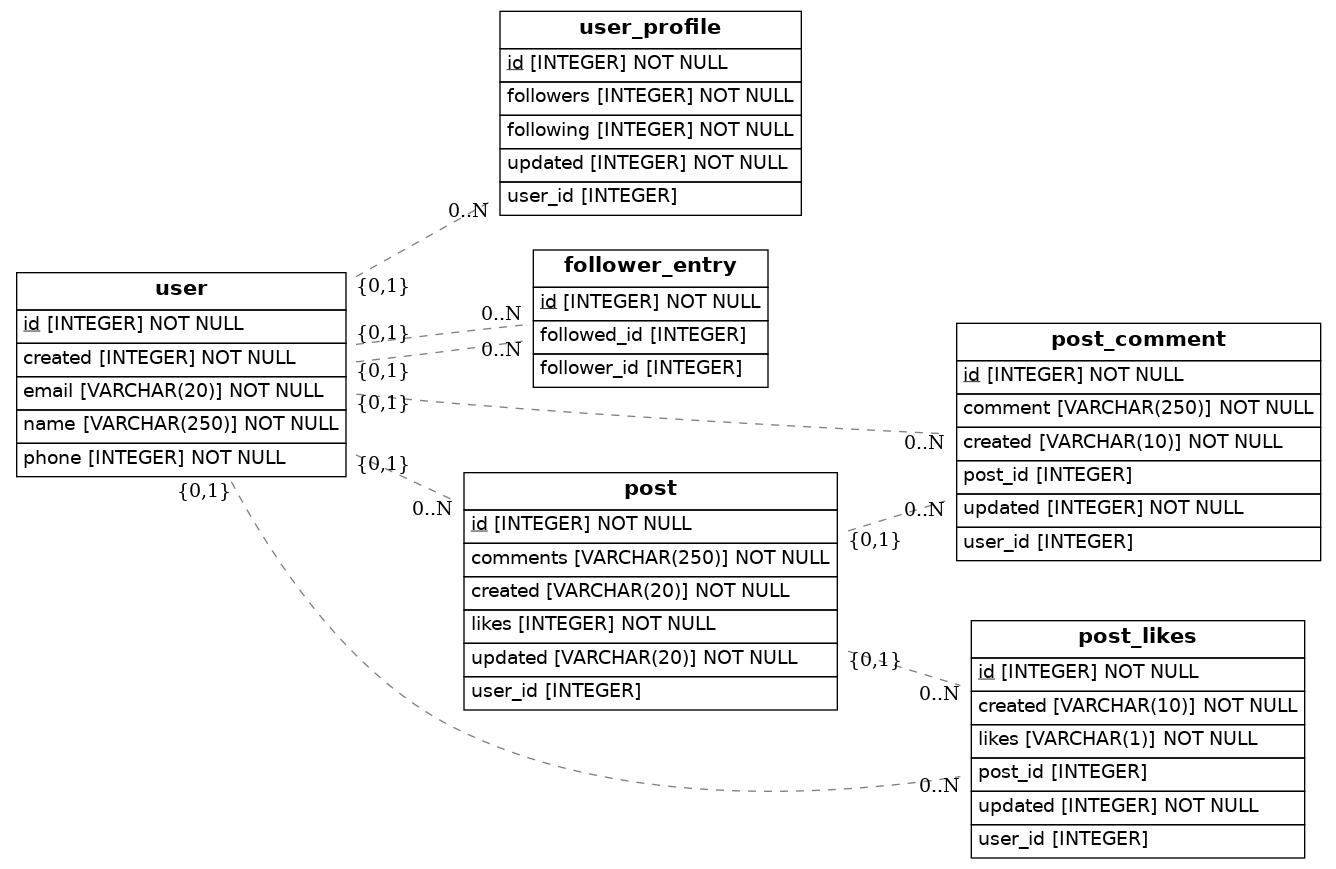 user_profile
id [INTEGER] NOT NULL
followers [INTEGER] NOT NULL
following [INTEGER] NOT NULL
updated [INTEGER] NOT NULL
user_id [INTEGER]
0..N
{0,1}
user
id [INTEGER] NOT NULL
created [INTEGER] NOT NULL
email [VARCHAR(20)] NOT NULL
name [VARCHAR(250)] NOT NULL
phone [INTEGER] NOT NULL
{0,1}
0..N
{0,1}
0..N
{0,1}
0..N
{0,1}
0..N
{0,1}
follower_entry
id [INTEGER] NOT NULL
followed_id [INTEGER]
follower_id [INTEGER]
post
id [INTEGER] NOT NULL
comments [VARCHAR(250)] NOT NULL
created [VARCHAR(20)] NOT NULL
likes [INTEGER] NOT NULL
updated [VARCHAR(20)] NOT NULL
user_id [INTEGER]
{0,1}
0..N
{0,1}
0..N
0..N
post_comment
id [INTEGER] NOT NULL
comment [VARCHAR(250)] NOT NULL
created [VARCHAR(10)] NOT NULL
post_id [INTEGER]
updated [INTEGER] NOT NULL
user_id [INTEGER]
post_likes
id [INTEGER] NOT NULL
created [VARCHAR(10)] NOT NULL
likes [VARCHAR(1)] NOT NULL
post_id [INTEGER]
updated [INTEGER] NOT NULL
user_id [INTEGER]